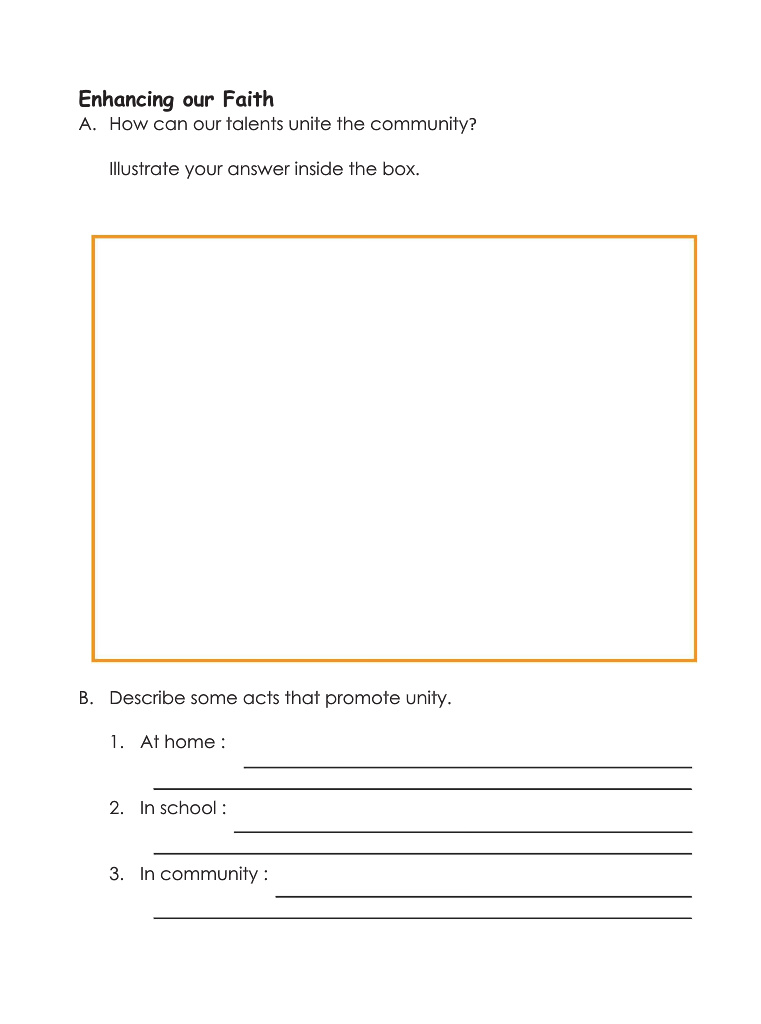 Enhancing our Faith
A. How can our talents unite the community?
Illustrate your answer inside the box.
B. Describe some acts that promote unity.
1. At home :
2. In school :
3. In community :